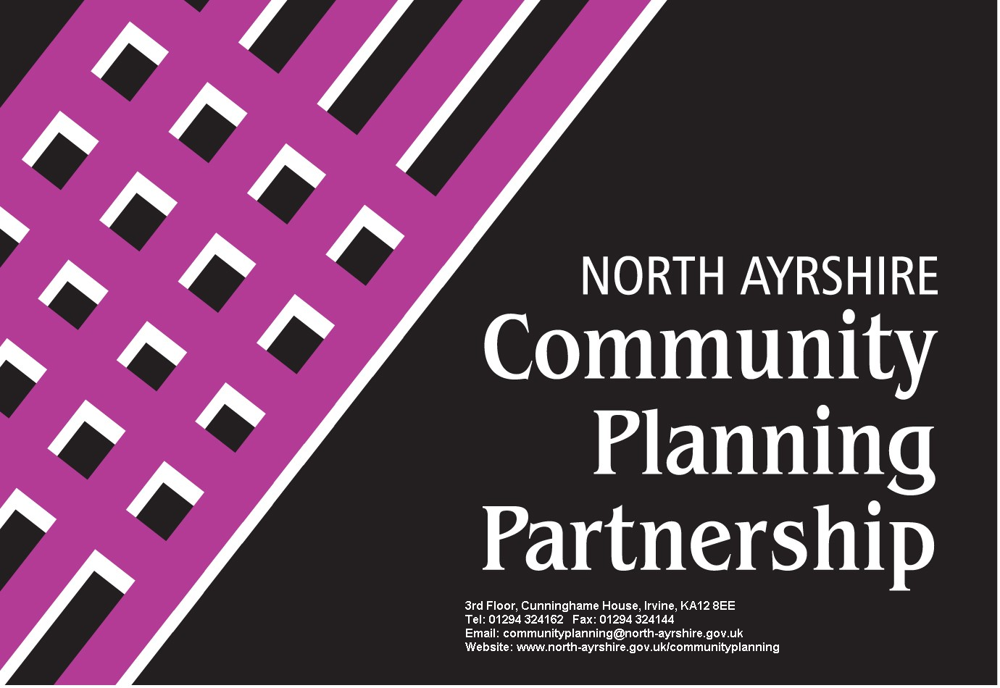 NORTH AYRSHIRE
Community
Planning
Partnership
3rd Floor, Cunninghame House, Irvine, KA12 8EE
Tel: 01294 324162   Fax: 01294 324144
Email: communityplanning@north-ayrshire.gov.uk
Website: www.north-ayrshire.gov.uk/communityplanning